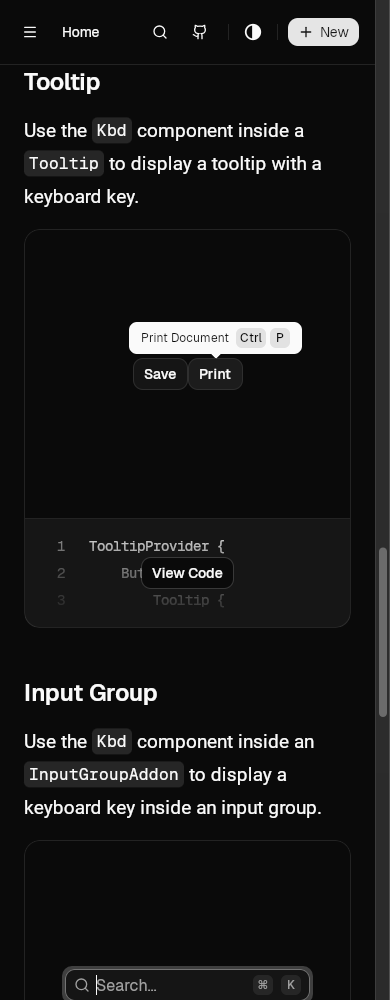 Home
New
Tooltip
Use the Kbd component inside a
Tooltip to display a tooltip with a
keyboard key.
Print Document Ctrl P
Save Print
1 TooltipProvider {
2 But
View Code
3 Tooltip {
Input Group
Use the Kbd component inside an
InputGroupAddon to display a
keyboard key inside an input group.
Search... ⌘ K